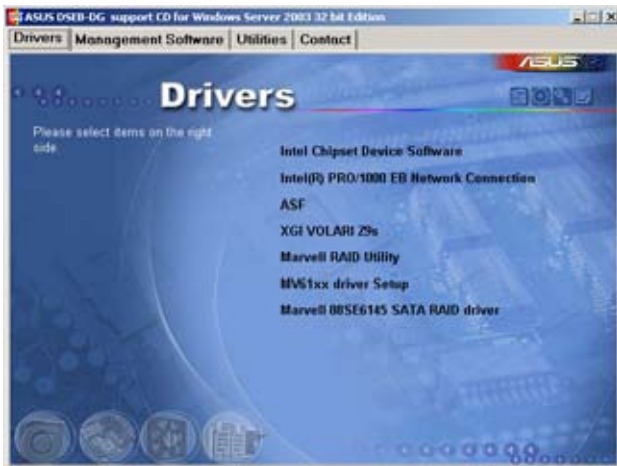 ASUS DSEB-DG support CD for Windows Server 2003 32 bit Edition
Drivers Management Software Utilities Contact
ASUS
Drivers
Please select items on the right
side.
Intel Chipset Device Software
Intel(R) PRO/1000 EB Network Connection
ASF
XGI VOLARI Z9s
Marvell RAID Utility
MV61xx driver Setup
Marvell 88SE6145 SATA RAID driver